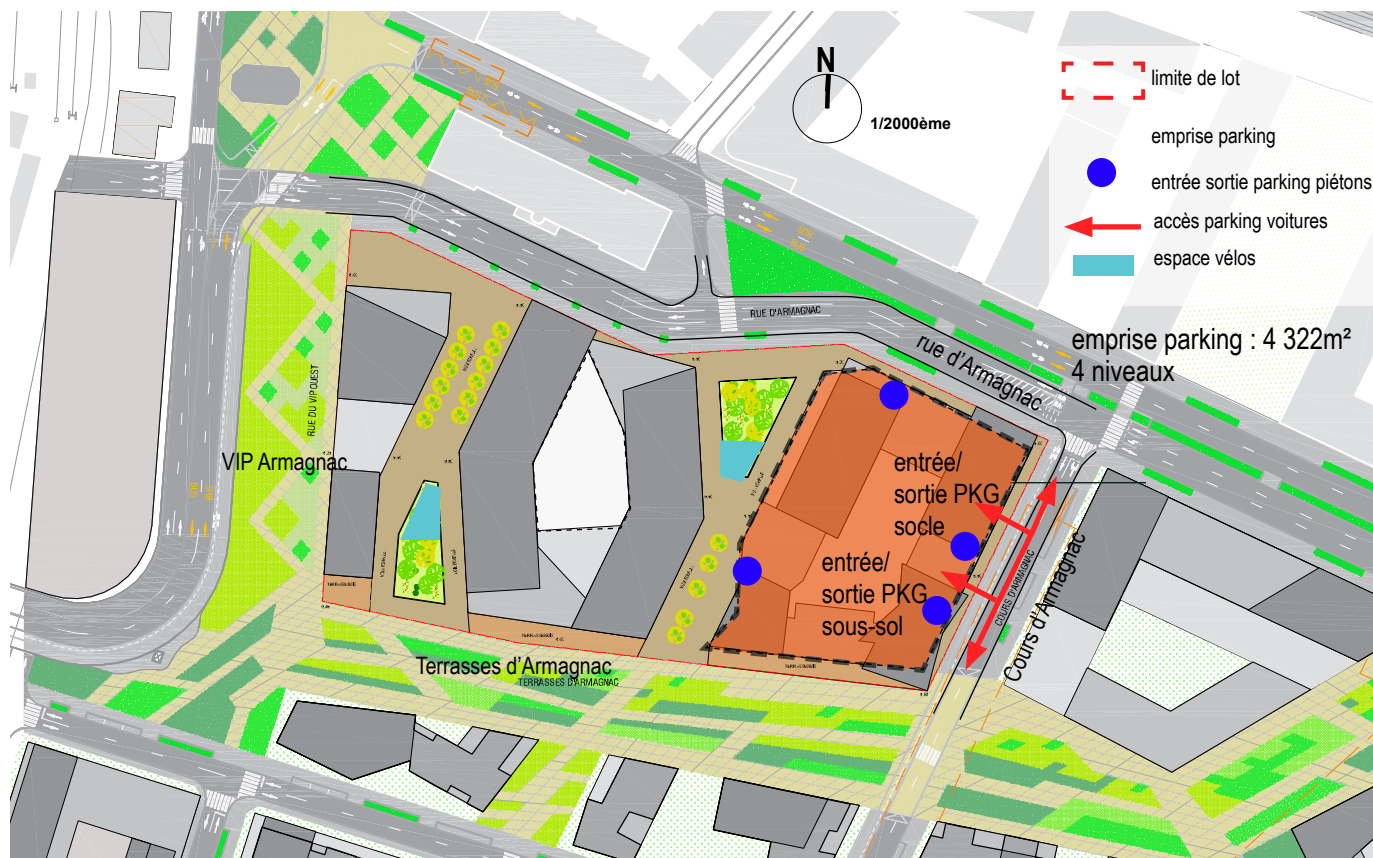 N
1/2000ème
limite de lot
emprise parking
entrée sortie parking piétons
accès parking voitures
espace vélos
emprise parking : 4 322m²
4 niveaux
RUE D'ARMAGNAC
rue d'Armagnac
RUE DU VIP OUEST
VIP Armagnac
entrée/
sortie PKG
socle
entrée/
sortie PKG
sous-sol
COURS D'ARMAGNAC
Cours d'Armagnac
Terrasses d'Armagnac
TERRASSES D'ARMAGNAC